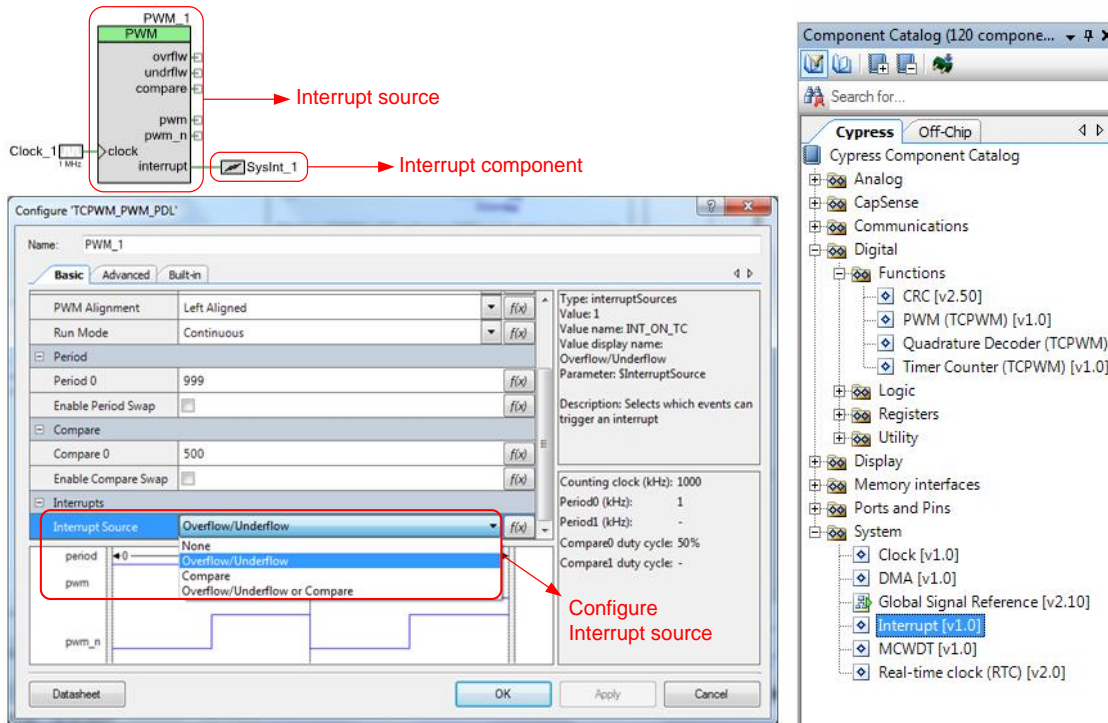 PWM_1
PWM
ovrflw
undrflw
compare
pwm
pwm_n
Clock_1
1 MHz
clock
interrupt
SysInt_1
Interrupt source
Interrupt component
Configure 'TCPWM_PWM_PDL'
Name: PWM_1
Basic Advanced Built-in
PWM Alignment Left Aligned f(x)
Run Mode Continuous f(x)
Period
Period 0 999 f(x)
Enable Period Swap f(x)
Compare
Compare 0 500 f(x)
Enable Compare Swap f(x)
Interrupts
Interrupt Source Overflow/Underflow f(x)
None
Overflow/Underflow
Compare
Overflow/Underflow or Compare
period 0
pwm
pwm_n
Type: interruptSources
Value: 1
Value name: INT_ON_TC
Value display name:
Overflow/Underflow
Parameter: SInterruptSource
Description: Selects which events can
trigger an interrupt
Counting clock (kHz): 1000
Period0 (kHz): 1
Period1 (kHz): -
Compare0 duty cycle: 50%
Compare1 duty cycle: -
Configure
Interrupt source
Datasheet OK Apply Cancel
Component Catalog (120 compone...
Search for...
Cypress Off-Chip
Cypress Component Catalog
Analog
CapSense
Communications
Digital
Functions
CRC [v2.50]
PWM (TCPWM) [v1.0]
Quadrature Decoder (TCPWM)
Timer Counter (TCPWM) [v1.0]
Logic
Registers
Utility
Display
Memory interfaces
Ports and Pins
System
Clock [v1.0]
DMA [v1.0]
Global Signal Reference [v2.10]
Interrupt [v1.0]
MCWDT [v1.0]
Real-time clock (RTC) [v2.0]